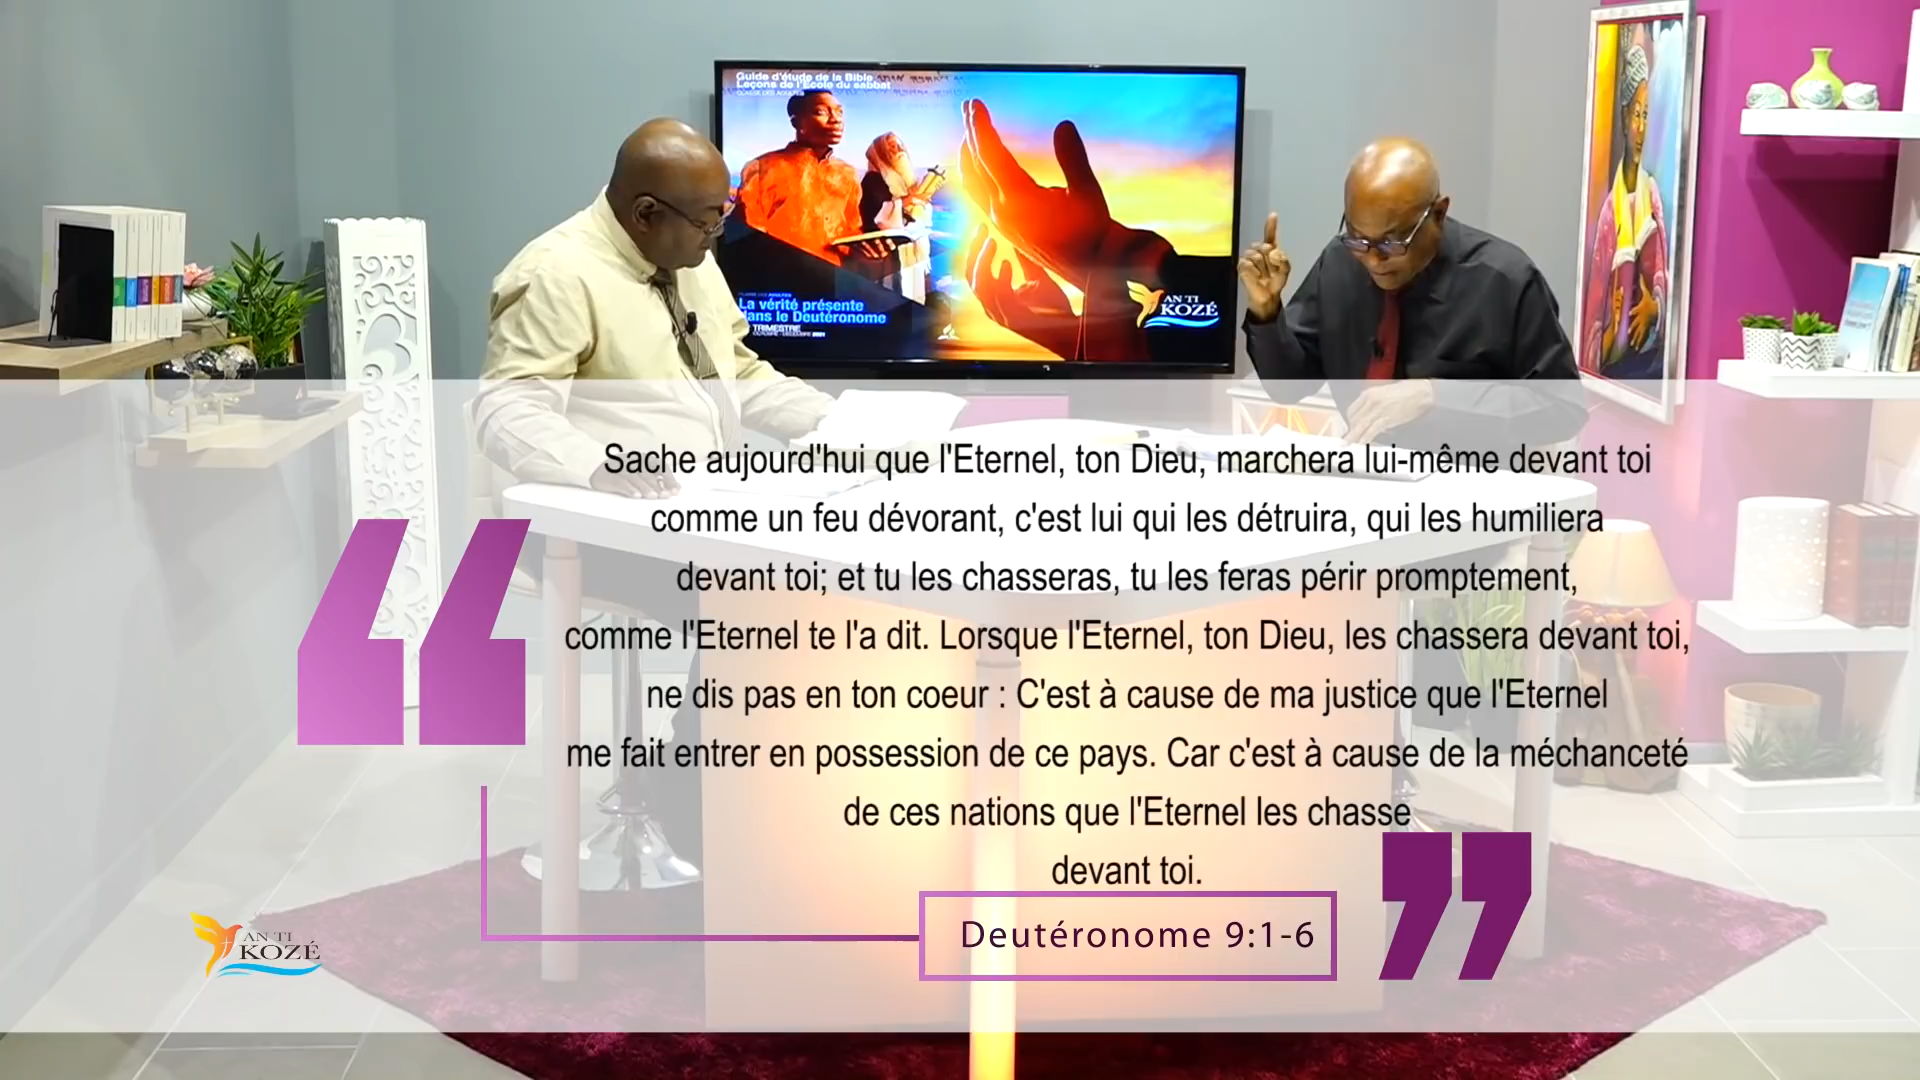 Guide d'étude de la Bible
Leçons de l'École du sabbat
CLASSE DES ADULTES
La vérité présente
dans le Deutéronome
TRIMESTRE
2021
AN TI
KOZÉ
Sache aujourd'hui que l'Eternel, ton Dieu, marchera lui-même devant toi
comme un feu dévorant, c'est lui qui les détruira, qui les humiliera
devant toi; et tu les chasseras, tu les feras périr promptement,
comme l'Eternel te l'a dit. Lorsque l'Eternel, ton Dieu, les chassera devant toi,
ne dis pas en ton coeur : C'est à cause de ma justice que l'Eternel
me fait entrer en possession de ce pays. Car c'est à cause de la méchanceté
de ces nations que l'Eternel les chasse
devant toi.
Deutéronome 9:1-6
AN TI
KOZÉ